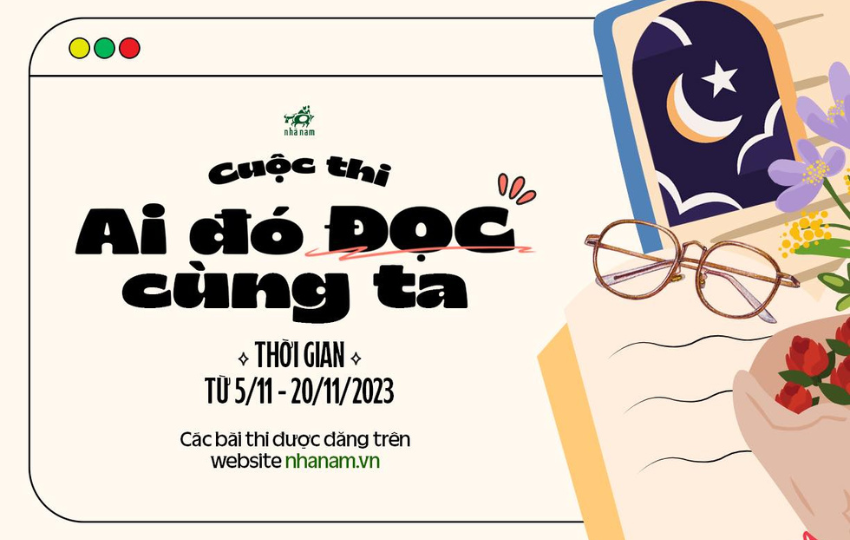 nhã nam
Cuộc thi
Ai đó ĐỌC
cùng ta
THỜI GIAN
TỪ 5/11 - 20/11/2023
Các bài thi được đăng trên
website nhanam.vn